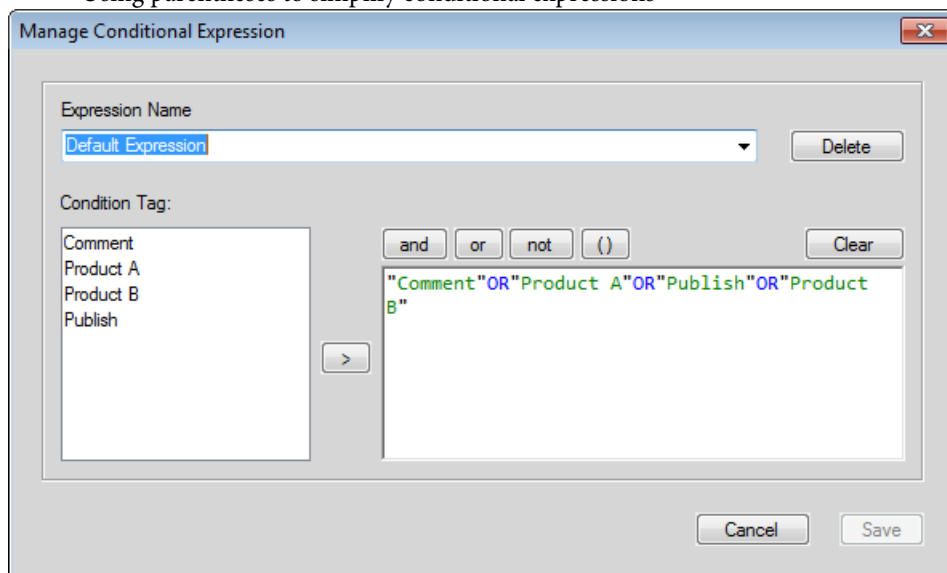 Using parentheses to simplify conditional expressions
Manage Conditional Expression
Expression Name
Default Expression
Delete
Condition Tag:
Comment
Product A
Product B
Publish
>
and or not () Clear
"Comment"OR"Product A"OR"Publish"OR"Product
B"
Cancel Save